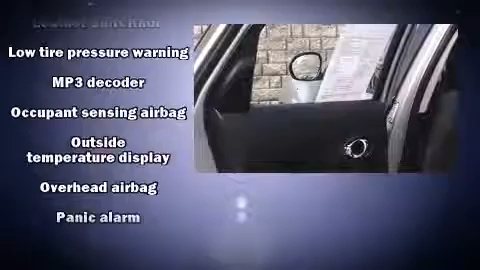 Low tire pressure warning
MP3 decoder
Occupant sensing airbag
Outside
temperature display
Overhead airbag
Panic alarm